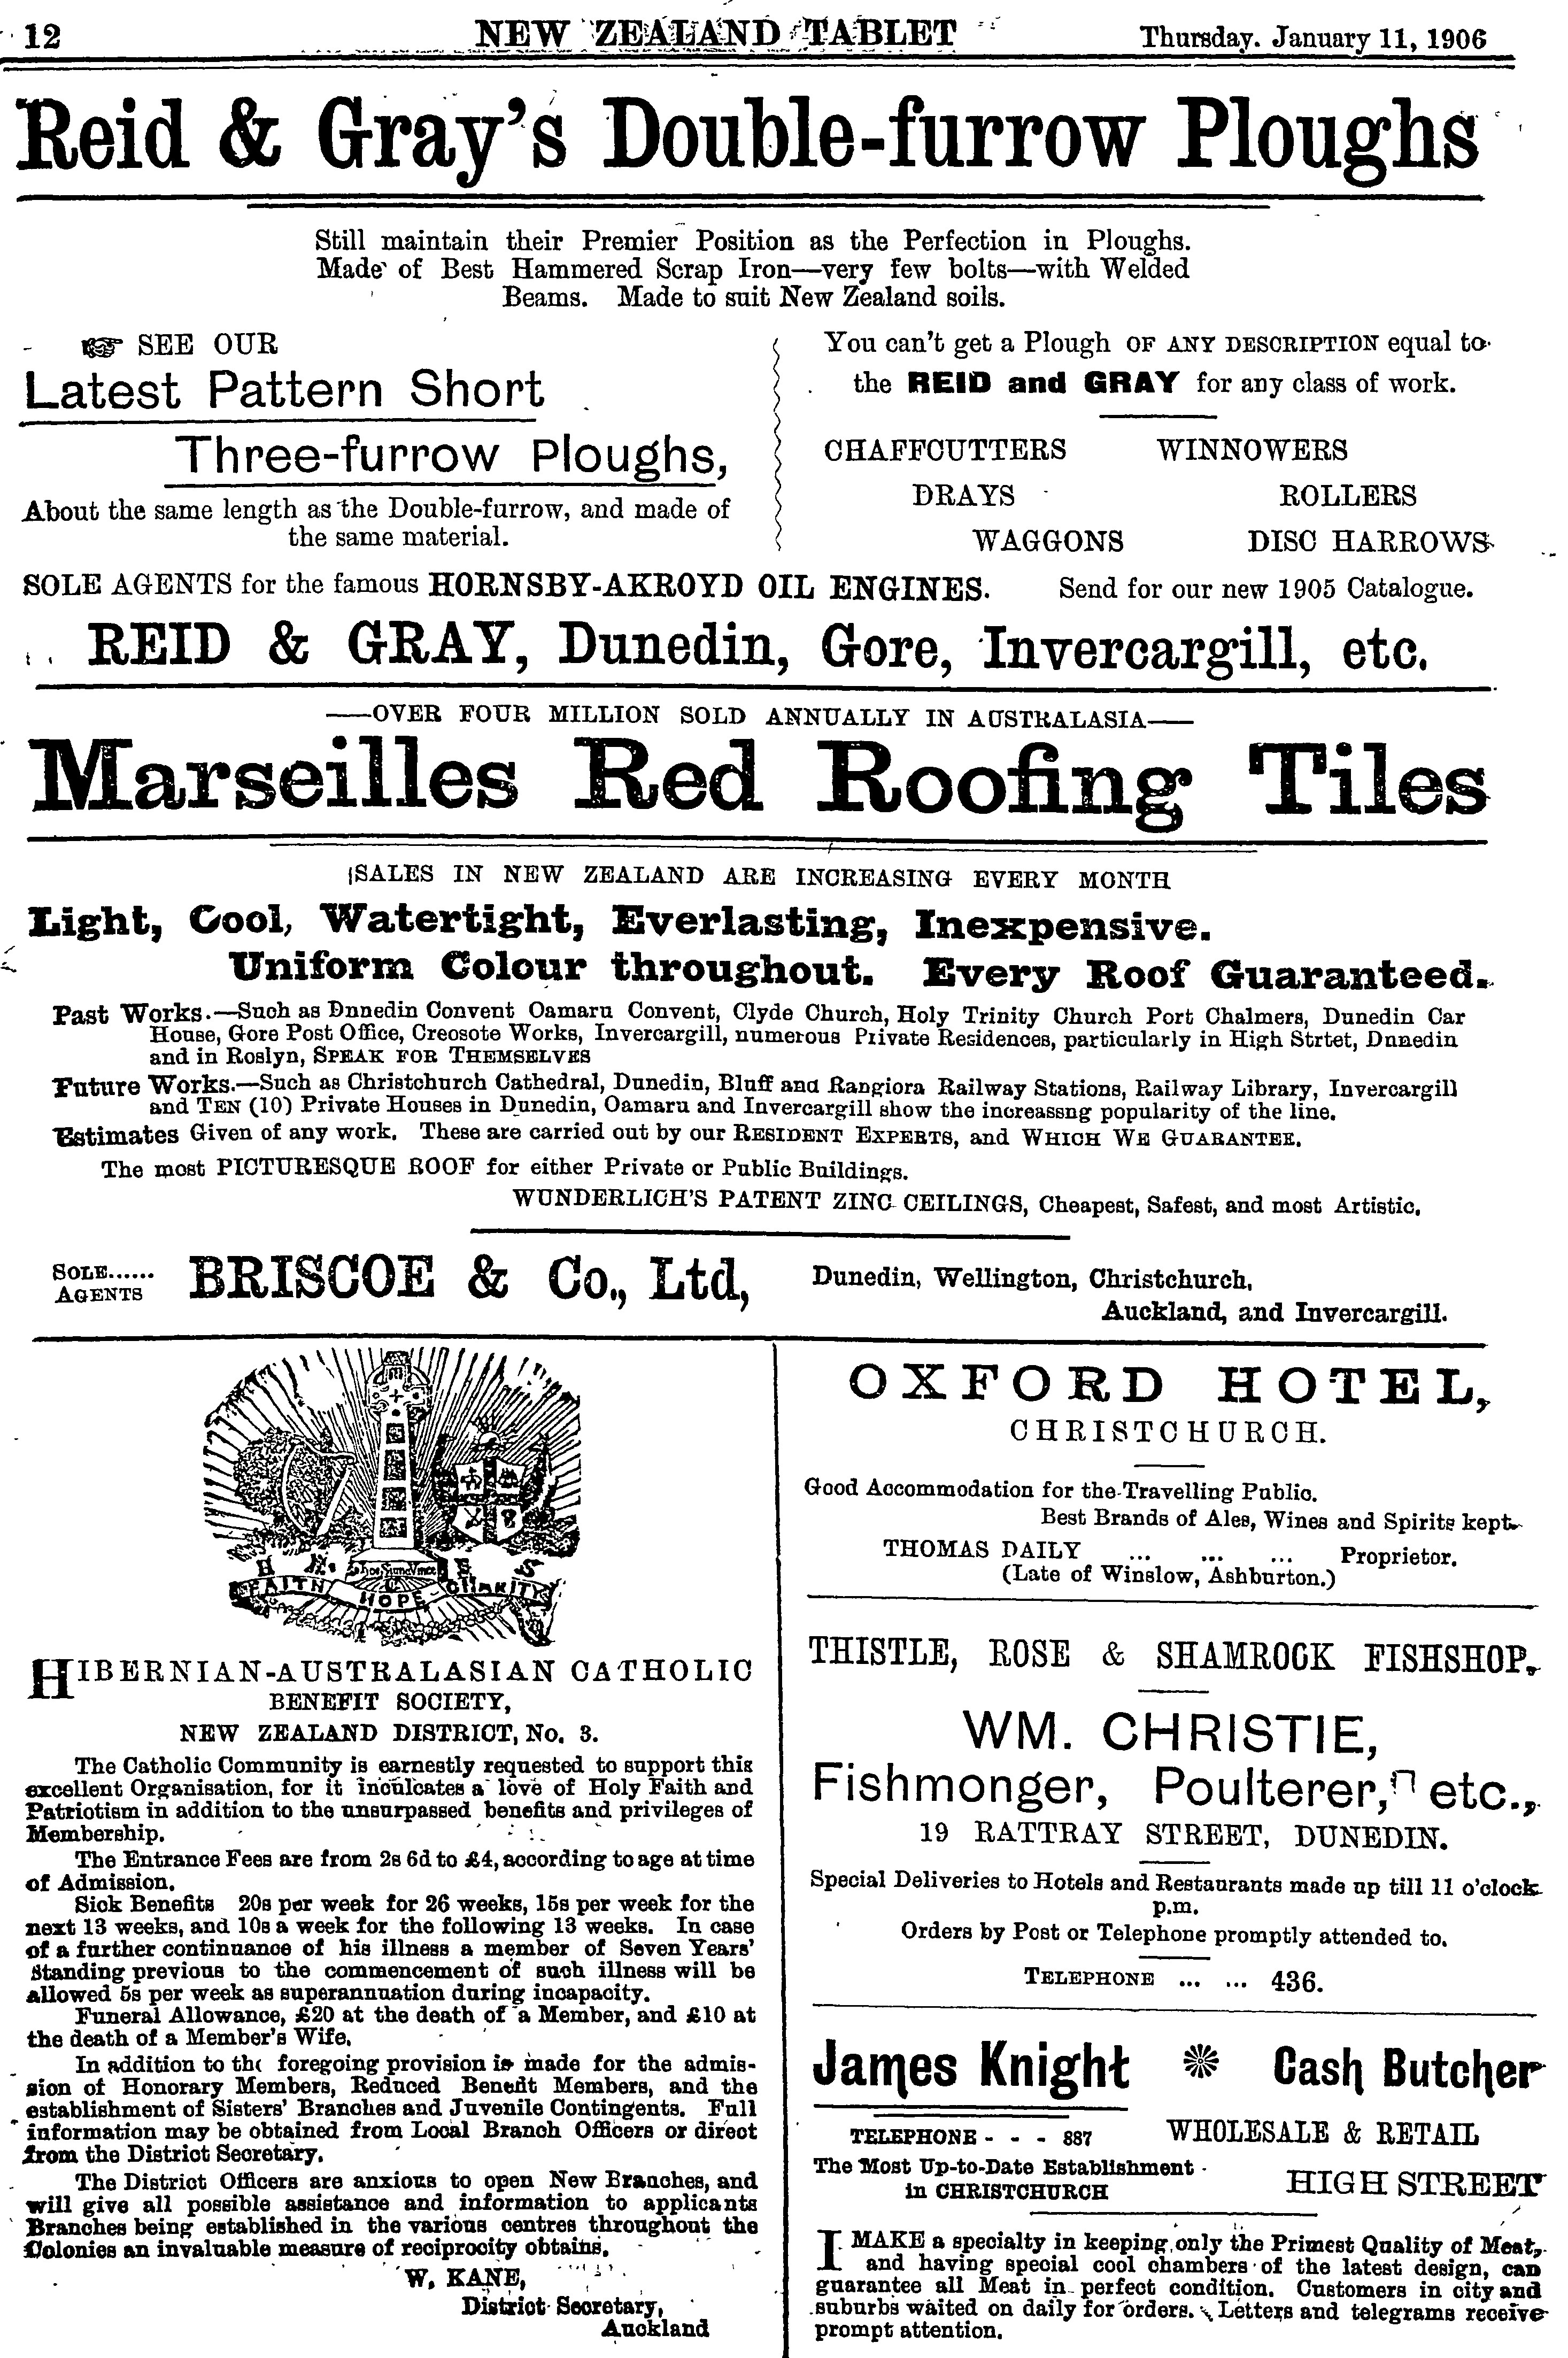 12
NEW ZEALAND TABLET
Thursday. January 11, 1906
Reid & Gray's Double-furrow Ploughs
Still maintain their Premier Position as the Perfection in Ploughs.
Made of Best Hammered Scrap Iron—very few bolts—with Welded
Beams. Made to suit New Zealand soils.
☞ SEE OUR
Latest Pattern Short
Three-furrow Ploughs,
About the same length as the Double-furrow, and made of
the same material.
You can't get a Plough OF ANY DESCRIPTION equal to
the REID and GRAY for any class of work.
CHAFFCUTTERS WINNOWERS
DRAYS ROLLERS
WAGGONS DISC HARROWS
SOLE AGENTS for the famous HORNSBY-AKROYD OIL ENGINES. Send for our new 1905 Catalogue.
REID & GRAY, Dunedin, Gore, Invercargill, etc.
——OVER FOUR MILLION SOLD ANNUALLY IN AUSTRALASIA——
Marseilles Red Roofing Tiles
SALES IN NEW ZEALAND ARE INCREASING EVERY MONTH
Light, Cool, Watertight, Everlasting, Inexpensive.
Uniform Colour throughout. Every Roof Guaranteed.
Past Works.—Such as Dunedin Convent Oamaru Convent, Clyde Church, Holy Trinity Church Port Chalmers, Dunedin Car
House, Gore Post Office, Creosote Works, Invercargill, numerous Private Residences, particularly in High Strtet, Dunedin
and in Roslyn, SPEAK FOR THEMSELVES
Future Works.—Such as Christchurch Cathedral, Dunedin, Bluff and Rangiora Railway Stations, Railway Library, Invercargill
and TEN (10) Private Houses in Dunedin, Oamaru and Invercargill show the increassng popularity of the line.
Estimates Given of any work. These are carried out by our RESIDENT EXPERTS, and WHICH WE GUARANTEE.
The most PICTURESQUE ROOF for either Private or Public Buildings.
WUNDERLICH'S PATENT ZINC CEILINGS, Cheapest, Safest, and most Artistic.
SOLE......
AGENTS
BRISCOE & Co., Ltd,
Dunedin, Wellington, Christchurch,
Auckland, and Invercargill.
FAITH HOPE CHARITY
HIBERNIAN-AUSTRALASIAN CATHOLIC
BENEFIT SOCIETY,
NEW ZEALAND DISTRICT, No. 3.
The Catholic Community is earnestly requested to support this
excellent Organisation, for it inculcates a love of Holy Faith and
Patriotism in addition to the unsurpassed benefits and privileges of
Membership.
The Entrance Fees are from 2s 6d to £4, according to age at time
of Admission.
Sick Benefits 20s per week for 26 weeks, 15s per week for the
next 13 weeks, and 10s a week for the following 13 weeks. In case
of a further continuance of his illness a member of Seven Years'
Standing previous to the commencement of such illness will be
allowed 5s per week as superannuation during incapacity.
Funeral Allowance, £20 at the death of a Member, and £10 at
the death of a Member's Wife.
In addition to the foregoing provision is made for the admis-
sion of Honorary Members, Reduced Benefit Members, and the
establishment of Sisters' Branches and Juvenile Contingents. Full
information may be obtained from Local Branch Officers or direct
from the District Secretary.
The District Officers are anxious to open New Branches, and
will give all possible assistance and information to applicants
Branches being established in the various centres throughout the
Colonies an invaluable measure of reciprocity obtains.
W. KANE,
District Secretary,
Auckland
OXFORD HOTEL,
CHRISTCHURCH.
Good Accommodation for the Travelling Public.
Best Brands of Ales, Wines and Spirits kept.
THOMAS DAILY ... ... ... Proprietor.
(Late of Winslow, Ashburton.)
THISTLE, ROSE & SHAMROCK FISHSHOP.
WM. CHRISTIE,
Fishmonger, Poulterer, etc.,
19 RATTRAY STREET, DUNEDIN.
Special Deliveries to Hotels and Restaurants made up till 11 o'clock
p.m.
Orders by Post or Telephone promptly attended to.
TELEPHONE ... ... 436.
James Knight Cash Butcher
TELEPHONE - - - 887
WHOLESALE & RETAIL
The Most Up-to-Date Establishment
in CHRISTCHURCH
HIGH STREET
I MAKE a specialty in keeping only the Primest Quality of Meat,
and having special cool chambers of the latest design, can
guarantee all Meat in perfect condition. Customers in city and
suburbs waited on daily for orders. Letters and telegrams receive
prompt attention.